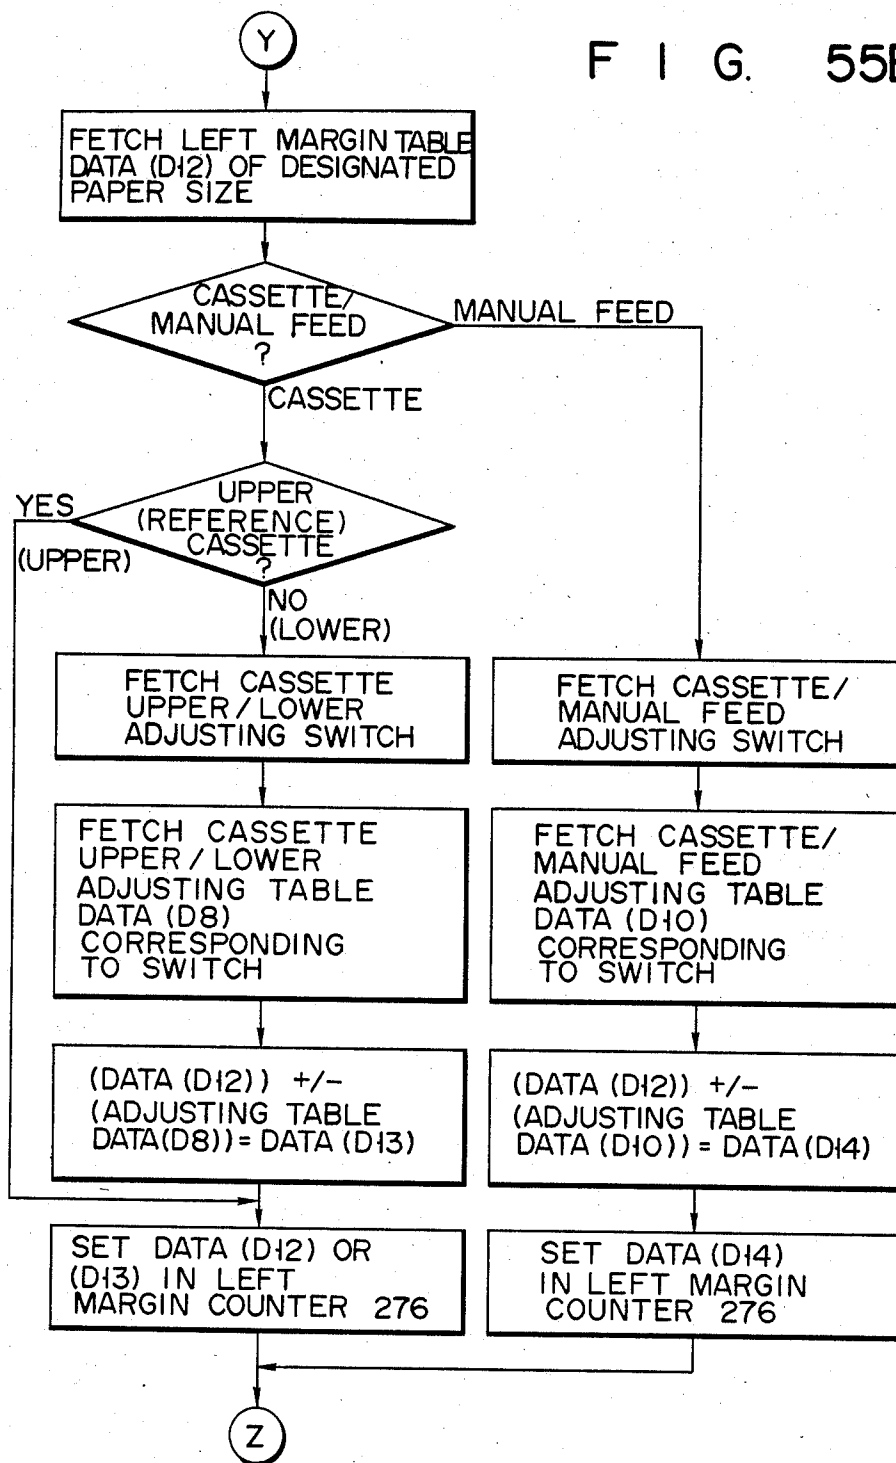 Y
F I G. 55B
FETCH LEFT MARGIN TABLE
DATA (D12) OF DESIGNATED
PAPER SIZE
CASSETTE/
MANUAL FEED
?
MANUAL FEED
CASSETTE
UPPER
(REFERENCE)
CASSETTE
?
YES
(UPPER)
NO
(LOWER)
FETCH CASSETTE
UPPER/LOWER
ADJUSTING SWITCH
FETCH CASSETTE/
MANUAL FEED
ADJUSTING SWITCH
FETCH CASSETTE
UPPER/LOWER
ADJUSTING TABLE
DATA (D8)
CORRESPONDING
TO SWITCH
FETCH CASSETTE/
MANUAL FEED
ADJUSTING TABLE
DATA (D10)
CORRESPONDING
TO SWITCH
(DATA (D12)) +/-
(ADJUSTING TABLE
DATA(D8))= DATA (D13)
(DATA (D12)) +/-
(ADJUSTING TABLE
DATA (D10)) = DATA (D14)
SET DATA (D12) OR
(D13) IN LEFT
MARGIN COUNTER 276
SET DATA (D14)
IN LEFT MARGIN
COUNTER 276
Z